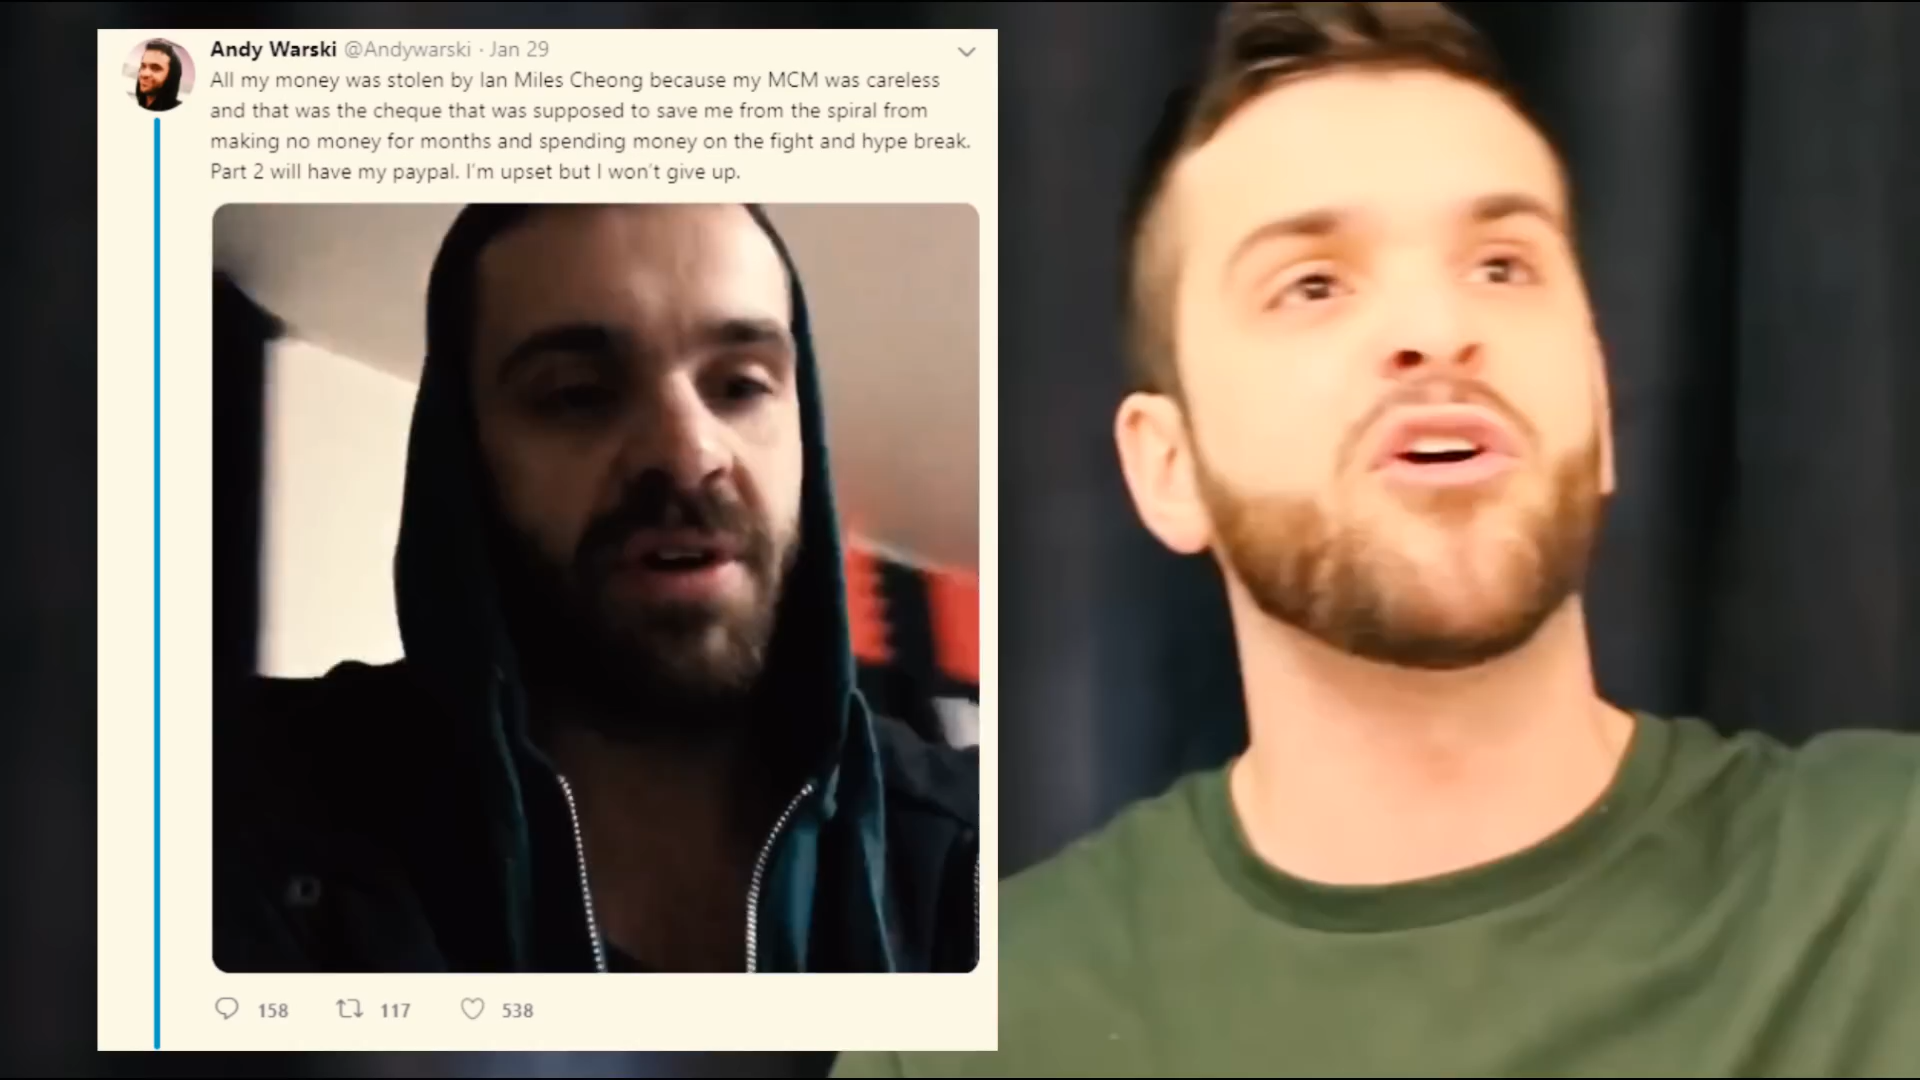 Andy Warski @Andywarski · Jan 29
All my money was stolen by Ian Miles Cheong because my MCM was careless
and that was the cheque that was supposed to save me from the spiral from
making no money for months and spending money on the fight and hype break.
Part 2 will have my paypal. I'm upset but I won't give up.
158 117 538